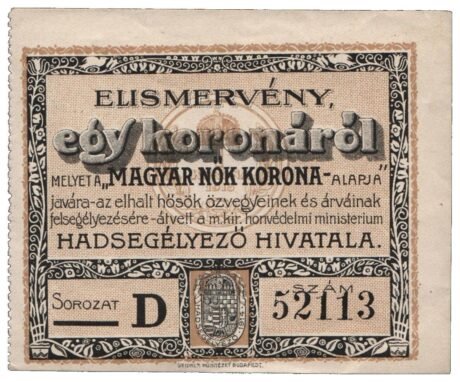 ELISMERVÉNY,
egy koronáról
MELYET A „MAGYAR NŐK KORONA-ALAPJA"
javára-az elhalt hősök özvegyeinek és árváinak
felsegélyezésére-átvett a m.kir. honvédelmi ministerium
HADSEGÉLYEZŐ HIVATALA.
SOROZAT D
SZÁM
52113